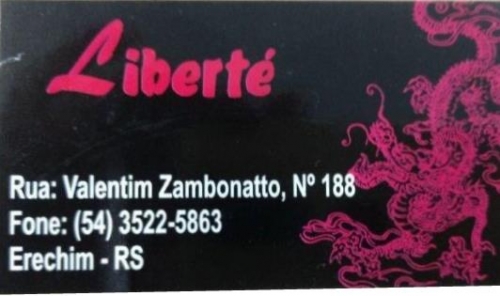 Liberté
Rua: Valentim Zambonatto, Nº 188
Fone: (54) 3522-5863
Erechim - RS